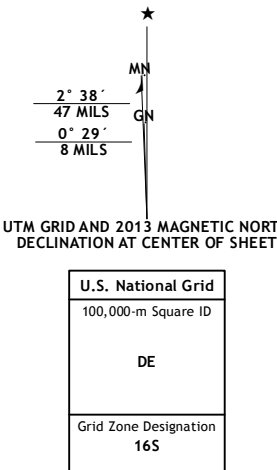 ★
MN
2° 38´
47 MILS
GN
0° 29´
8 MILS
UTM GRID AND 2013 MAGNETIC NORT
DECLINATION AT CENTER OF SHEET
U.S. National Grid
100,000-m Square ID
DE
Grid Zone Designation
16S